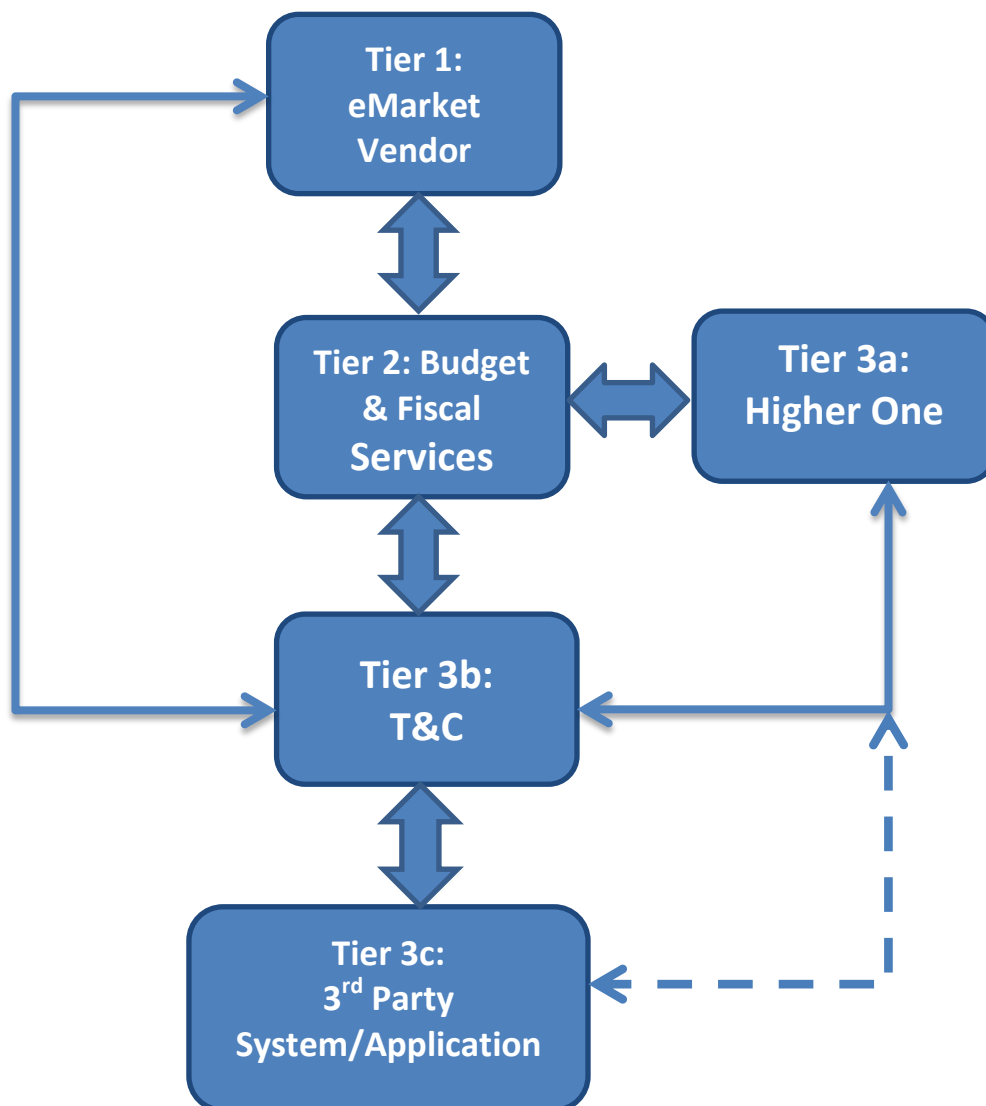 Tier 1:
eMarket
Vendor
Tier 2: Budget
& Fiscal
Services
Tier 3a:
Higher One
Tier 3b:
T&C
Tier 3c:
3rd Party
System/Application